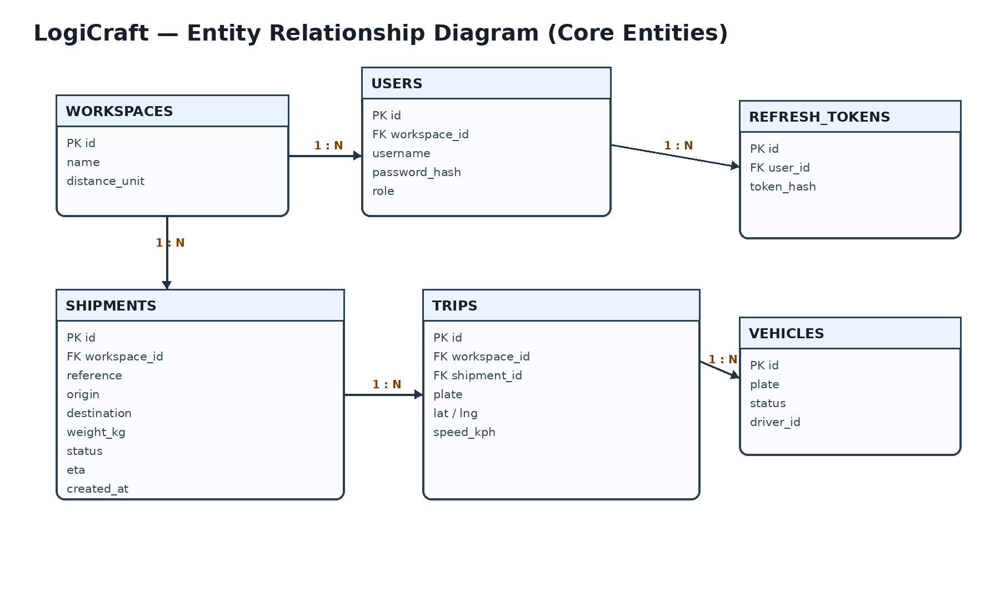 LogiCraft — Entity Relationship Diagram (Core Entities)
WORKSPACES
PK id
name
distance_unit
1 : N
USERS
PK id
FK workspace_id
username
password_hash
role
1 : N
REFRESH_TOKENS
PK id
FK user_id
token_hash
1 : N
SHIPMENTS
PK id
FK workspace_id
reference
origin
destination
weight_kg
status
eta
created_at
1 : N
TRIPS
PK id
FK workspace_id
FK shipment_id
plate
lat / lng
speed_kph
1 : N
VEHICLES
PK id
plate
status
driver_id